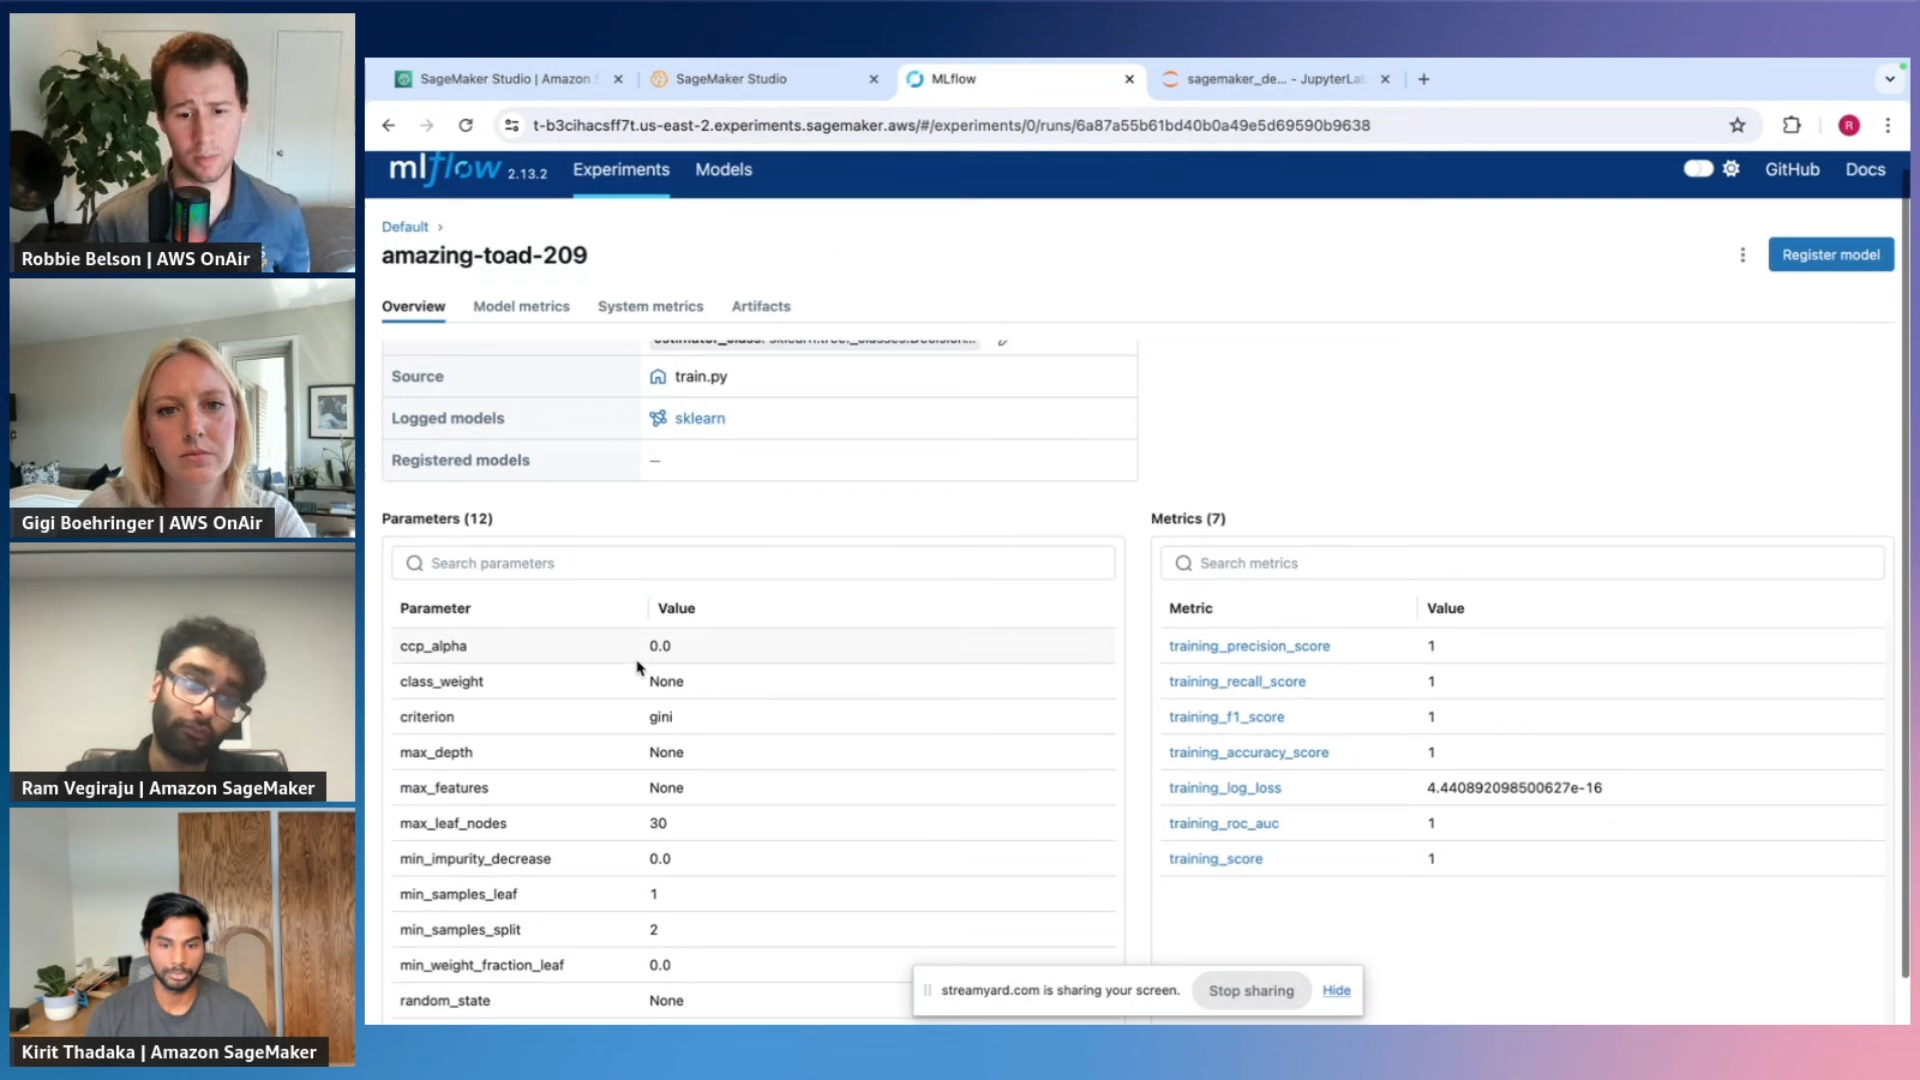 Robbie Belson | AWS OnAir
Gigi Boehringer | AWS OnAir
Ram Vegiraju | Amazon SageMaker
Kirit Thadaka | Amazon SageMaker
SageMaker Studio | Amazon S
SageMaker Studio
MLflow
sagemaker_de... - JupyterLa
t-b3cihacsff7t.us-east-2.experiments.sagemaker.aws/#/experiments/0/runs/6a87a55b61bd40b0a49e5d69590b9638
R
mlflow 2.13.2 Experiments Models GitHub Docs
Default
amazing-toad-209
Register model
Overview Model metrics System metrics Artifacts
estimator_class: sklearn.tree._classes.Decision...
Source train.py
Logged models sklearn
Registered models —
Parameters (12)
Search parameters
Parameter Value
ccp_alpha 0.0
class_weight None
criterion gini
max_depth None
max_features None
max_leaf_nodes 30
min_impurity_decrease 0.0
min_samples_leaf 1
min_samples_split 2
min_weight_fraction_leaf 0.0
random_state None
Metrics (7)
Search metrics
Metric Value
training_precision_score 1
training_recall_score 1
training_f1_score 1
training_accuracy_score 1
training_log_loss 4.440892098500627e-16
training_roc_auc 1
training_score 1
streamyard.com is sharing your screen. Stop sharing Hide